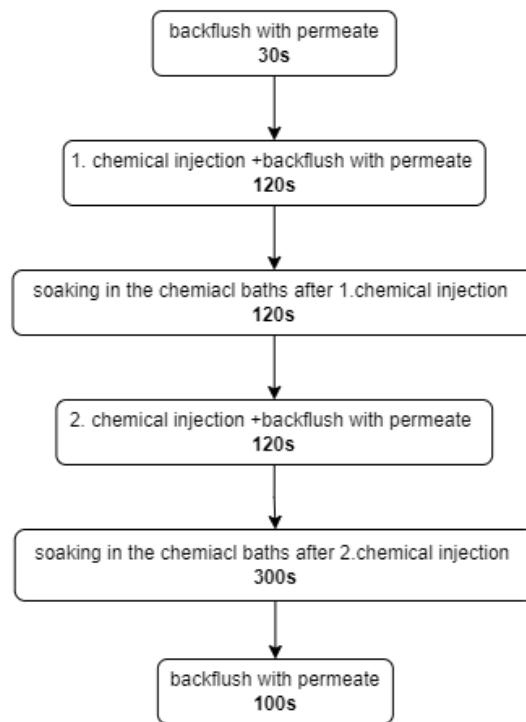 backflush with permeate
30s
1. chemical injection +backflush with permeate
120s
soaking in the chemiacl baths after 1.chemical injection
120s
2. chemical injection +backflush with permeate
120s
soaking in the chemiacl baths after 2.chemical injection
300s
backflush with permeate
100s